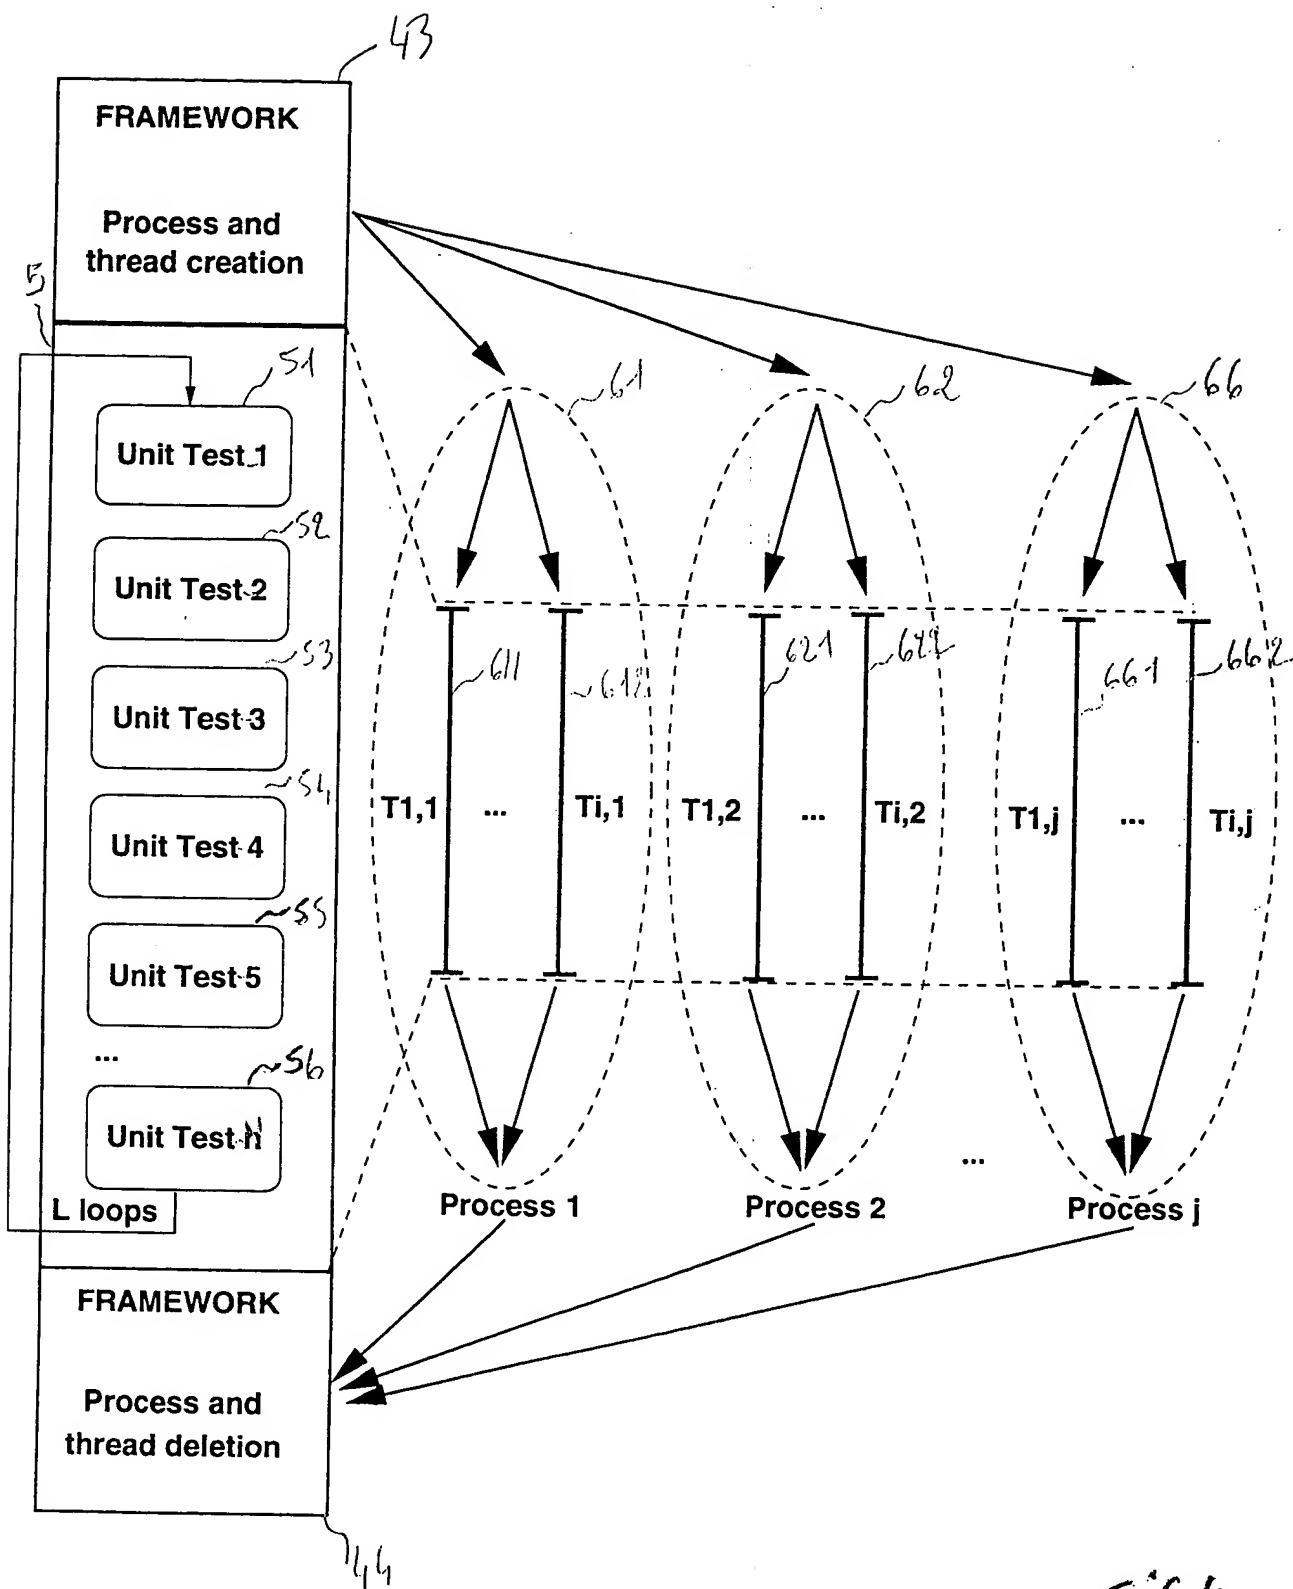 43
FRAMEWORK
Process and
thread creation
5
51
Unit Test 1
52
Unit Test 2
53
Unit Test 3
54
Unit Test 4
55
Unit Test 5
...
56
Unit Test N
L loops
FRAMEWORK
Process and
thread deletion
44
61
62
66
611
612
621
622
661
662
T1,1
...
Ti,1
T1,2
...
Ti,2
T1,j
...
Ti,j
...
Process 1
Process 2
Process j